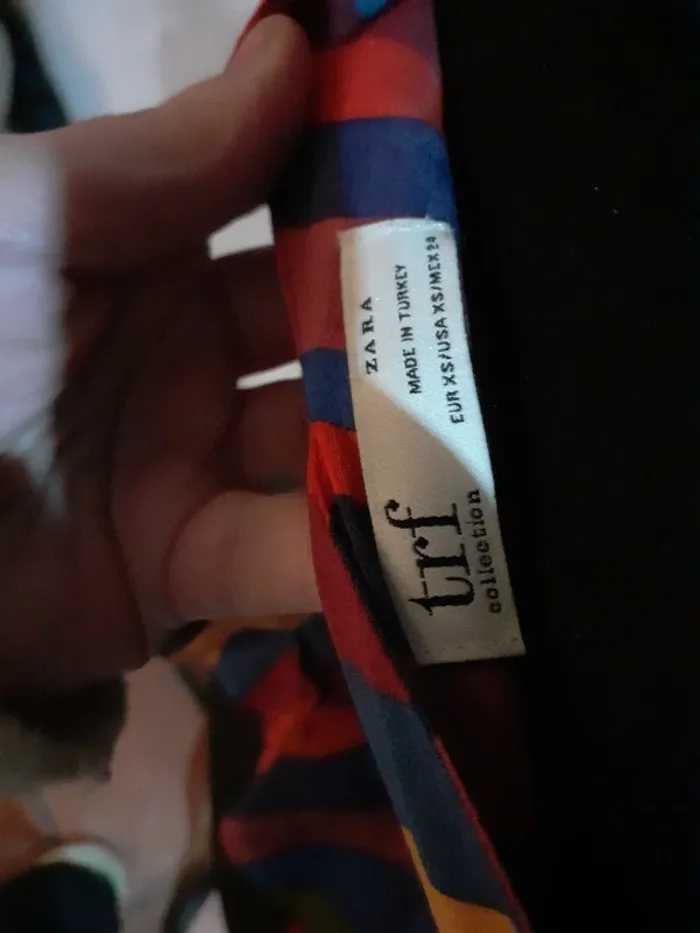 trf
collection
ZARA
MADE IN TURKEY
EUR XS/USA XS/MEX 24